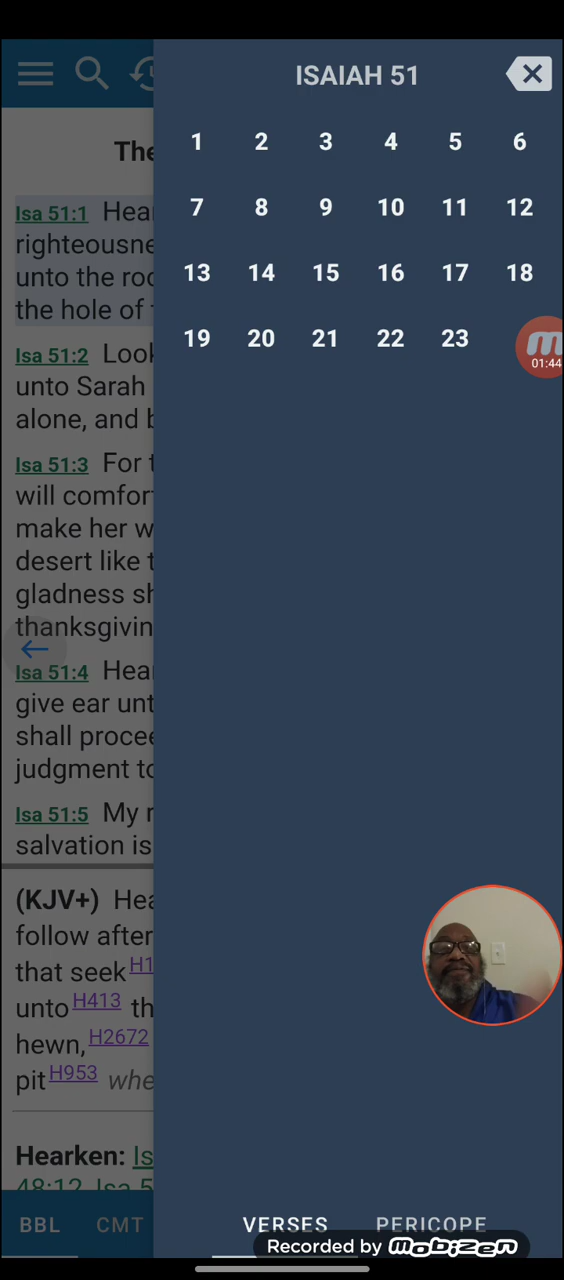 ISAIAH 51
1 2 3 4 5 6
7 8 9 10 11 12
13 14 15 16 17 18
19 20 21 22 23
01:44
The
Isa 51:1 Hear
righteousne
unto the roc
the hole of
Isa 51:2 Look
unto Sarah
alone, and b
Isa 51:3 For t
will comfor
make her w
desert like t
gladness sh
thanksgivin
Isa 51:4 Hear
give ear unt
shall procee
judgment to
Isa 51:5 My r
salvation is
(KJV+) Hea
follow after
that seek H1
unto H413 th
hewn, H2672
pit H953 whe
Hearken: Is
48:12, Isa 5
BBL CMT VERSES PERICOPE
Recorded by mobizen